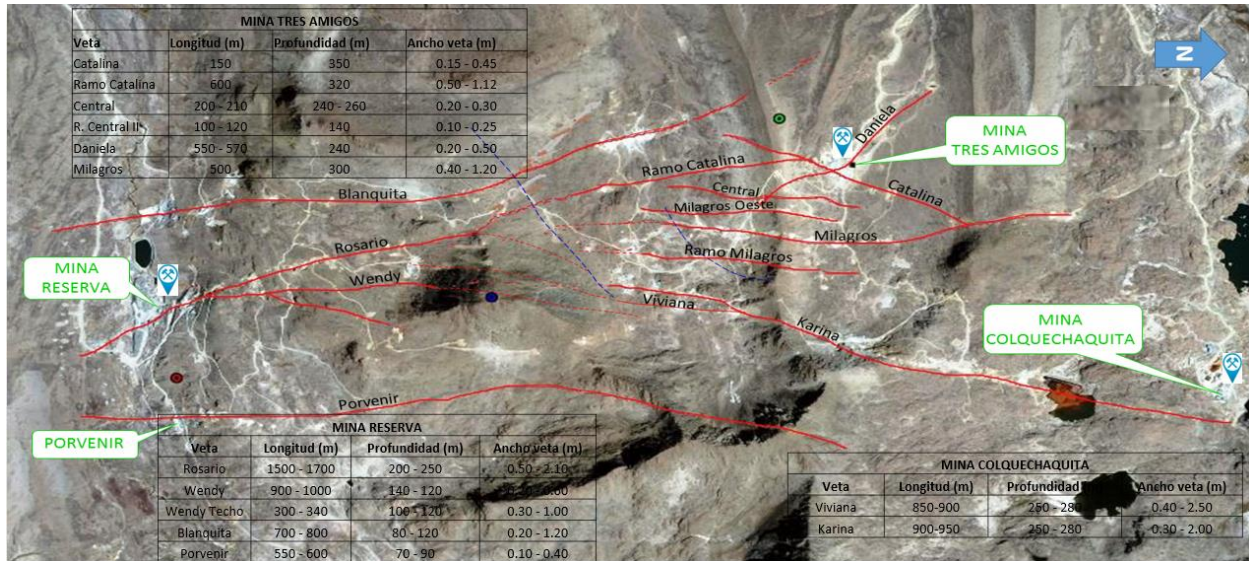 MINA TRES AMIGOS
Veta Longitud (m) Profundidad (m) Ancho veta (m)
Catalina 150 350 0.15 - 0.45
Ramo Catalina 600 320 0.50 - 1.12
Central 200 - 210 240 - 260 0.20 - 0.30
R. Central II 100 - 120 140 0.10 - 0.25
Daniela 550 - 570 240 0.20 - 0.50
Milagros 500 300 0.40 - 1.20
N
Daniela
MINA
TRES AMIGOS
Ramo Catalina
Blanquita
Central
Catalina
Milagros Oeste
Milagros
Rosario
Ramo Milagros
MINA
RESERVA
Wendy
Viviana
Karina
MINA
COLQUECHAQUITA
Porvenir
PORVENIR
MINA RESERVA
Veta Longitud (m) Profundidad (m) Ancho veta (m)
Rosario 1500 - 1700 200 - 250 0.50 - 2.10
Wendy 900 - 1000 140 - 120
Wendy Techo 300 - 340 100 - 120 0.30 - 1.00
Blanquita 700 - 800 80 - 120 0.20 - 1.20
Porvenir 550 - 600 70 - 90 0.10 - 0.40
MINA COLQUECHAQUITA
Veta Longitud (m) Profundidad Ancho veta (m)
Viviana 850-900 250 - 280 0.40 - 2.50
Karina 900-950 250 - 280 0.30 - 2.00